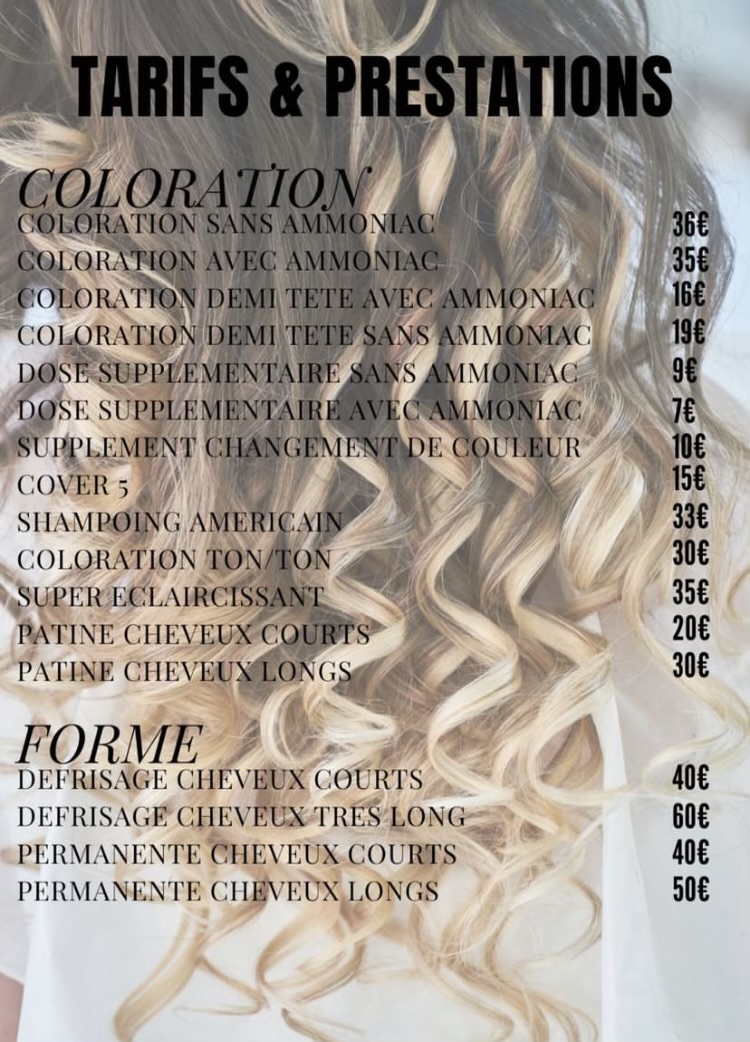 TARIFS & PRESTATIONS
COLORATION
COLORATION SANS AMMONIAC 36€
COLORATION AVEC AMMONIAC 35€
COLORATION DEMI TETE AVEC AMMONIAC 16€
COLORATION DEMI TETE SANS AMMONIAC 19€
DOSE SUPPLEMENTAIRE SANS AMMONIAC 9€
DOSE SUPPLEMENTAIRE AVEC AMMONIAC 7€
SUPPLEMENT CHANGEMENT DE COULEUR 10€
COVER 5 15€
SHAMPOING AMERICAIN 33€
COLORATION TON/TON 30€
SUPER ECLAIRCISSANT 35€
PATINE CHEVEUX COURTS 20€
PATINE CHEVEUX LONGS 30€
FORME
DEFRISAGE CHEVEUX COURTS 40€
DEFRISAGE CHEVEUX TRES LONG 60€
PERMANENTE CHEVEUX COURTS 40€
PERMANENTE CHEVEUX LONGS 50€